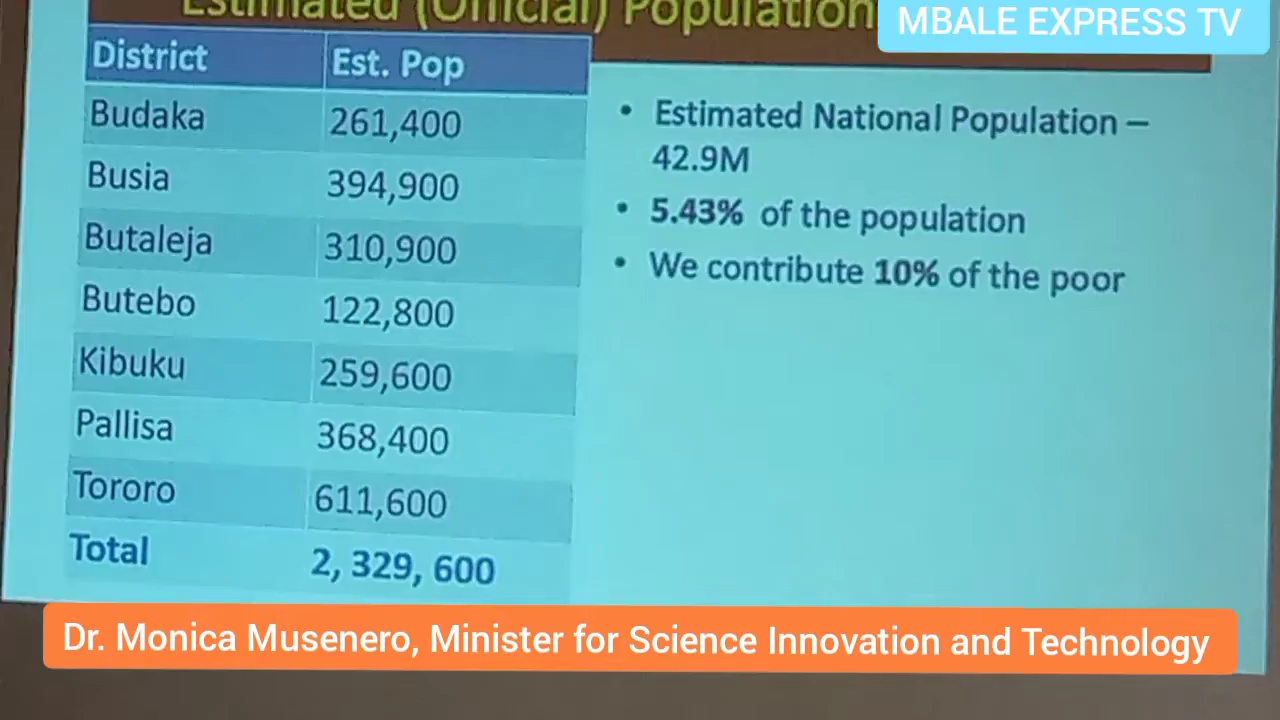 Estimated (Official) Population
MBALE EXPRESS TV
District Est. Pop
Budaka 261,400
Busia 394,900
Butaleja 310,900
Butebo 122,800
Kibuku 259,600
Pallisa 368,400
Tororo 611,600
Total 2, 329, 600
• Estimated National Population –
42.9M
• 5.43% of the population
• We contribute 10% of the poor
Dr. Monica Musenero, Minister for Science Innovation and Technology